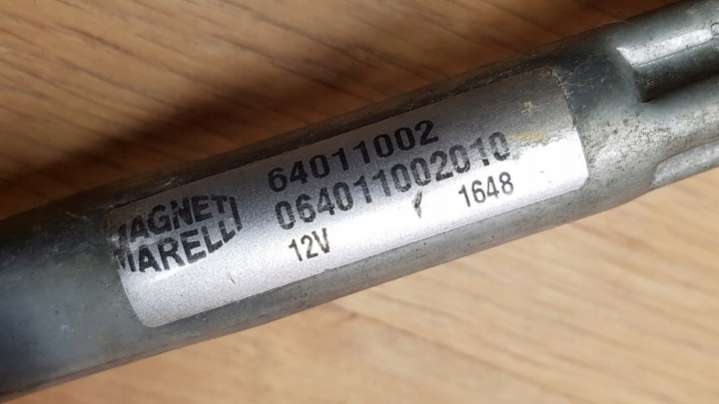 64011002
064011002010
MAGNETI
MARELLI
12V 1648